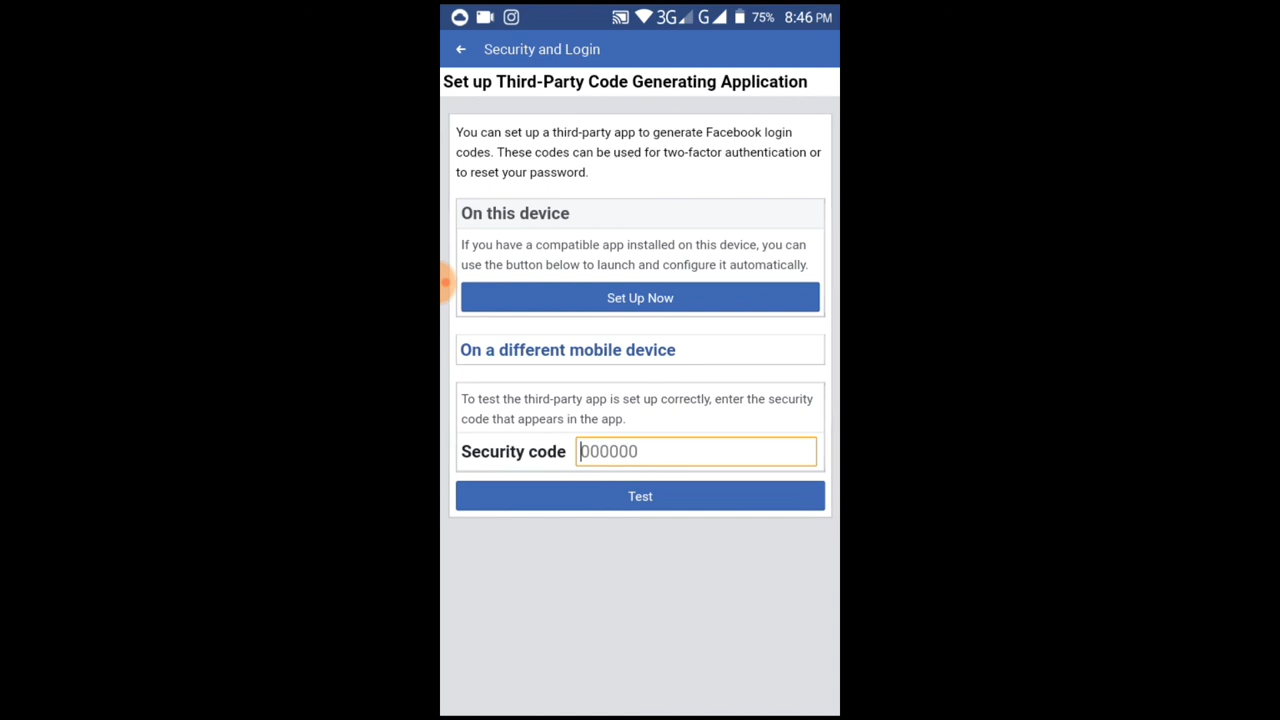 3G G 75% 8:46 PM
Security and Login
Set up Third-Party Code Generating Application
You can set up a third-party app to generate Facebook login
codes. These codes can be used for two-factor authentication or
to reset your password.
On this device
If you have a compatible app installed on this device, you can
use the button below to launch and configure it automatically.
Set Up Now
On a different mobile device
To test the third-party app is set up correctly, enter the security
code that appears in the app.
Security code 000000
Test